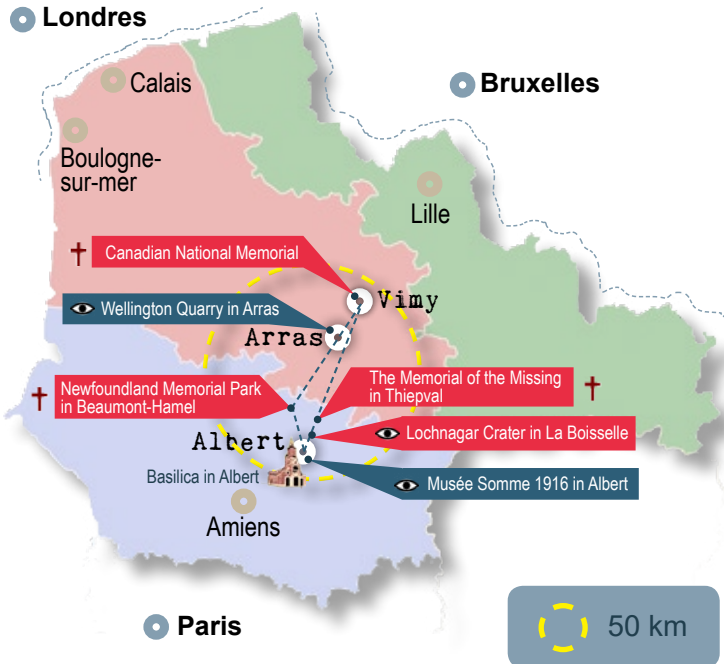 Londres
Calais
Bruxelles
Boulogne-
sur-mer
Lille
Canadian National Memorial
Vimy
Wellington Quarry in Arras
Arras
Newfoundland Memorial Park
in Beaumont-Hamel
The Memorial of the Missing
in Thiepval
Albert
Lochnagar Crater in La Boisselle
Basilica in Albert
Musée Somme 1916 in Albert
Amiens
Paris
50 km